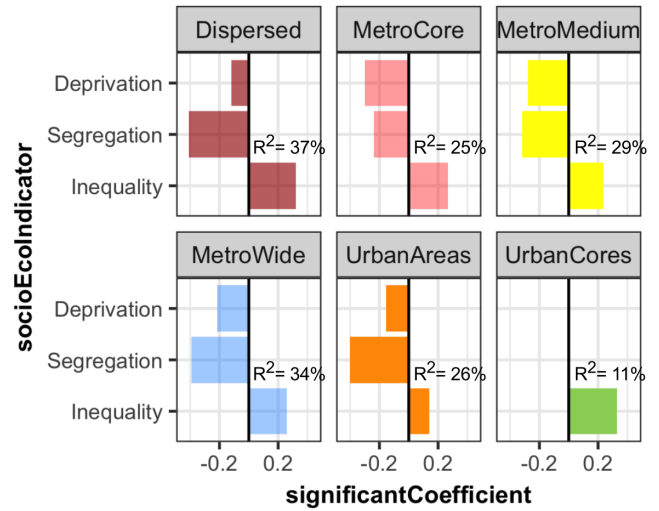 Dispersed
MetroCore
MetroMedium
Deprivation
Segregation
Inequality
R²= 37%
R²= 25%
R²= 29%
MetroWide
UrbanAreas
UrbanCores
Deprivation
Segregation
Inequality
R²= 34%
R²= 26%
R²= 11%
-0.2 0.2
-0.2 0.2
-0.2 0.2
significantCoefficient
socioEcoIndicator